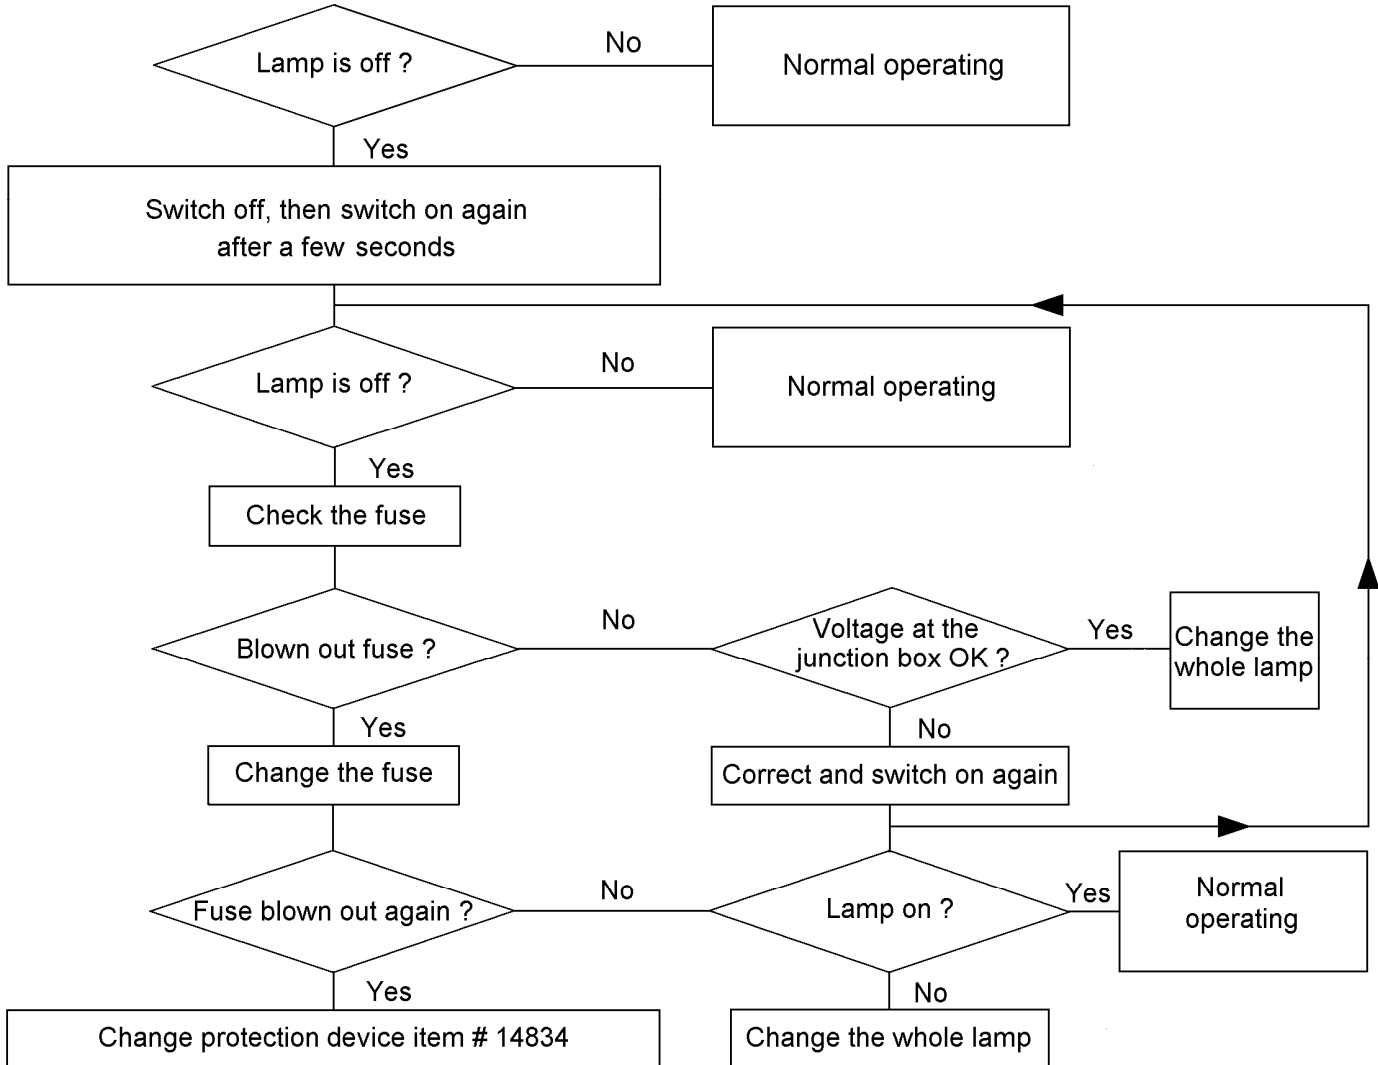 Lamp is off ?
No
Normal operating
Yes
Switch off, then switch on again
after a few seconds
Lamp is off ?
No
Normal operating
Yes
Check the fuse
Blown out fuse ?
No
Voltage at the
junction box OK ?
Yes
Change the
whole lamp
Yes
No
Change the fuse
Correct and switch on again
Fuse blown out again ?
No
Lamp on ?
Yes
Normal
operating
Yes
No
Change protection device item # 14834
Change the whole lamp